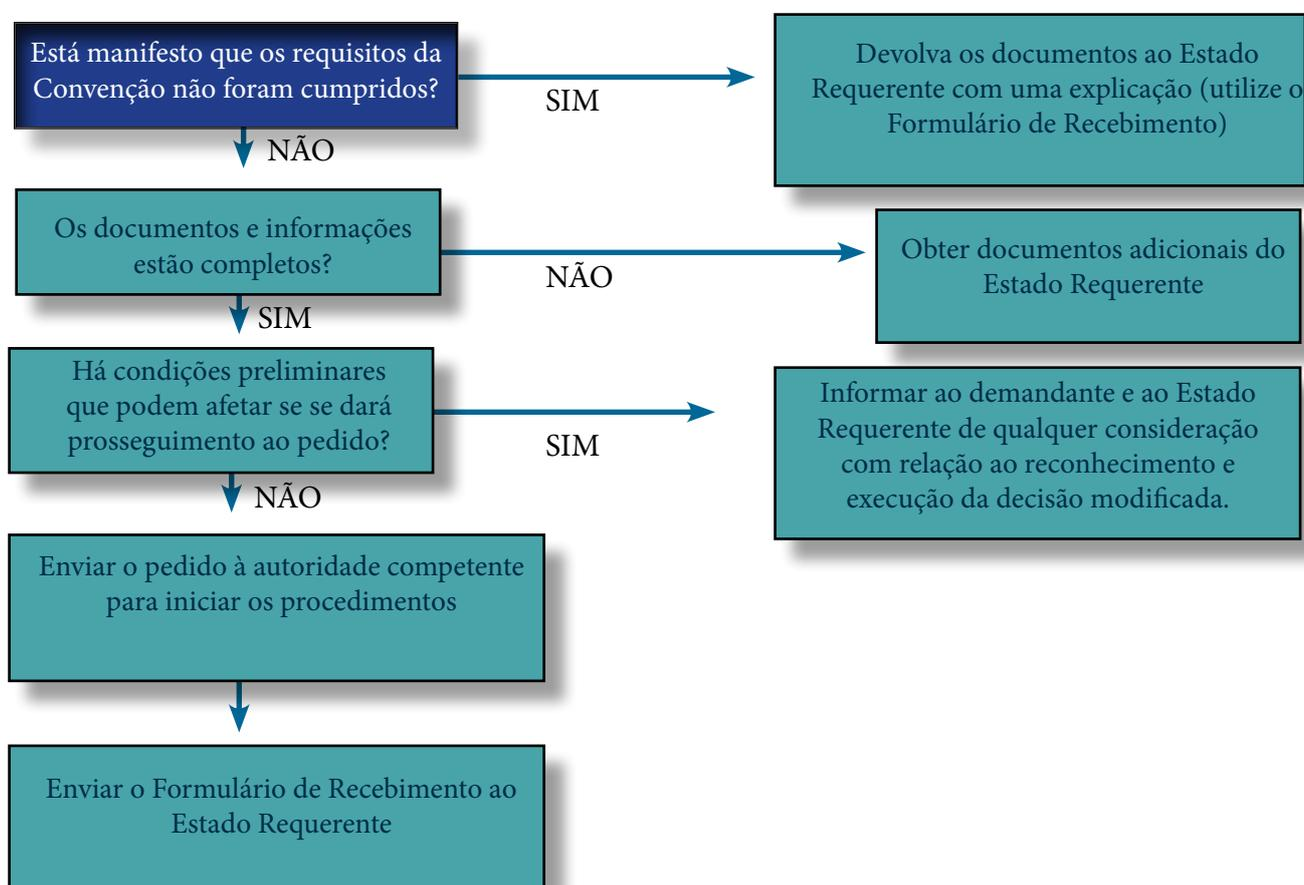 Está manifesto que os requisitos da
Convenção não foram cumpridos?
SIM
Devolva os documentos ao Estado
Requerente com uma explicação (utilize o
Formulário de Recebimento)
NÃO
Os documentos e informações
estão completos?
NÃO
Obter documentos adicionais do
Estado Requerente
SIM
Há condições preliminares
que podem afetar se se dará
prosseguimento ao pedido?
SIM
Informar ao demandante e ao Estado
Requerente de qualquer consideração
com relação ao reconhecimento e
execução da decisão modificada.
NÃO
Enviar o pedido à autoridade competente
para iniciar os procedimentos
Enviar o Formulário de Recebimento ao
Estado Requerente